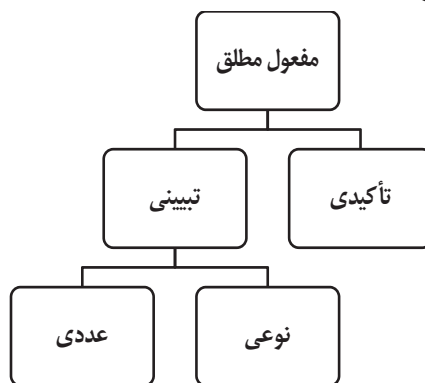 مفعول مطلق
تأکیدی
تبیینی
نوعی
عددی